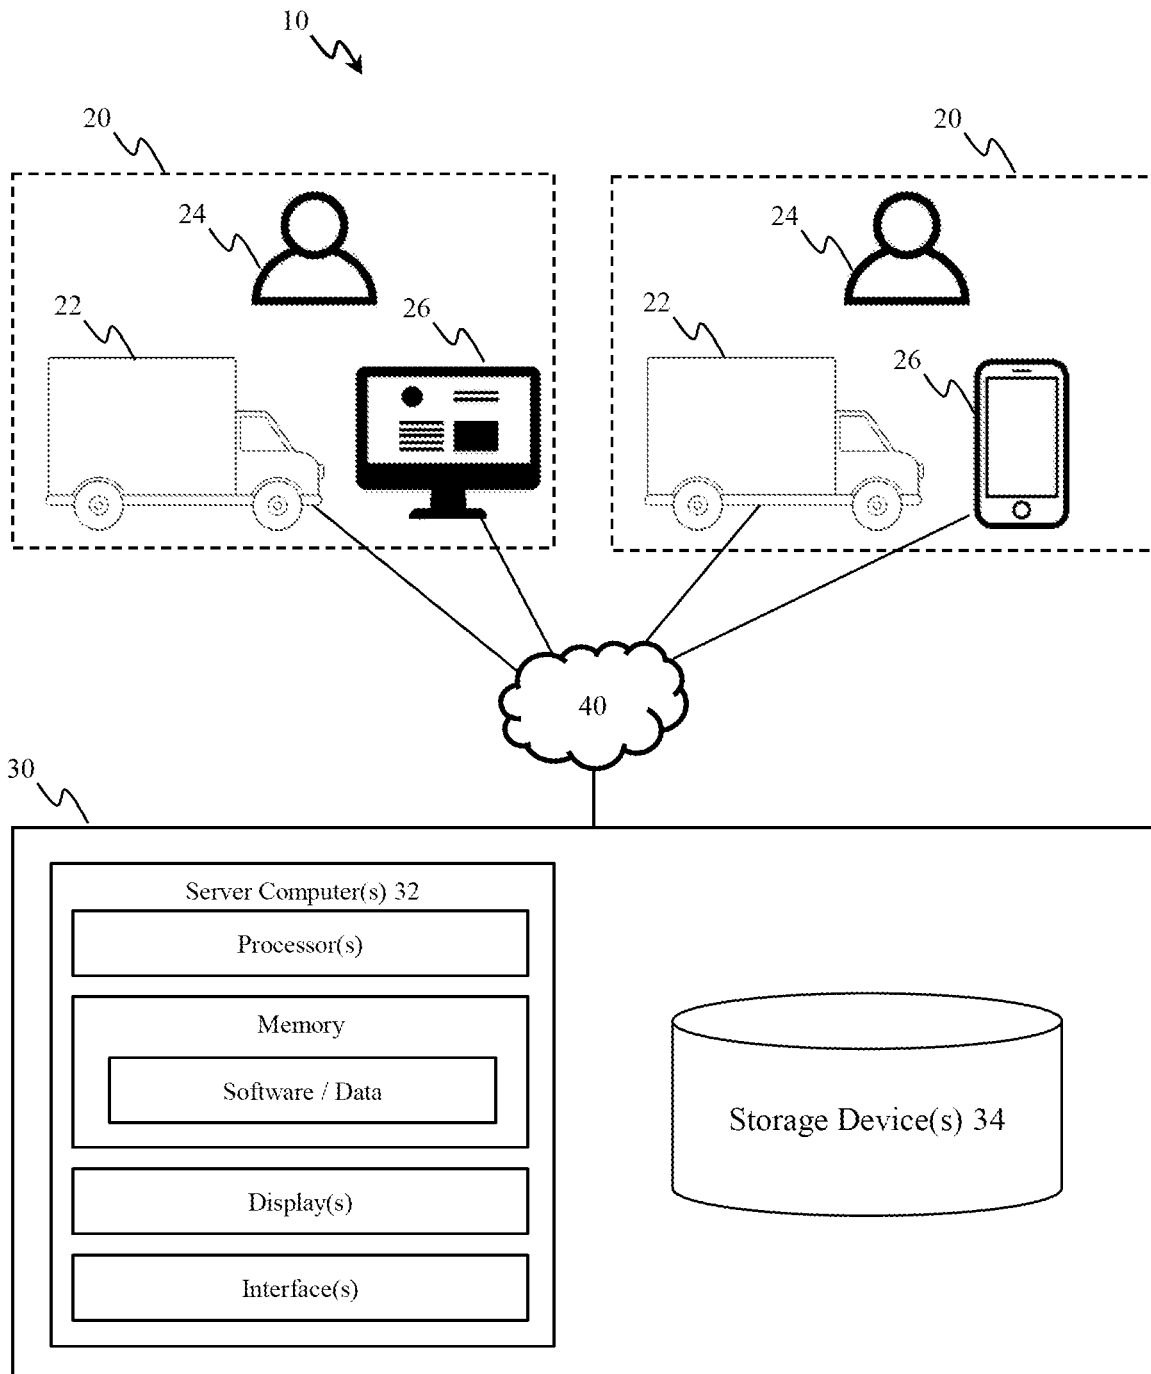 10
20
20
24
24
22
26
22
26
40
30
Server Computer(s) 32
Processor(s)
Memory
Software / Data
Storage Device(s) 34
Display(s)
Interface(s)